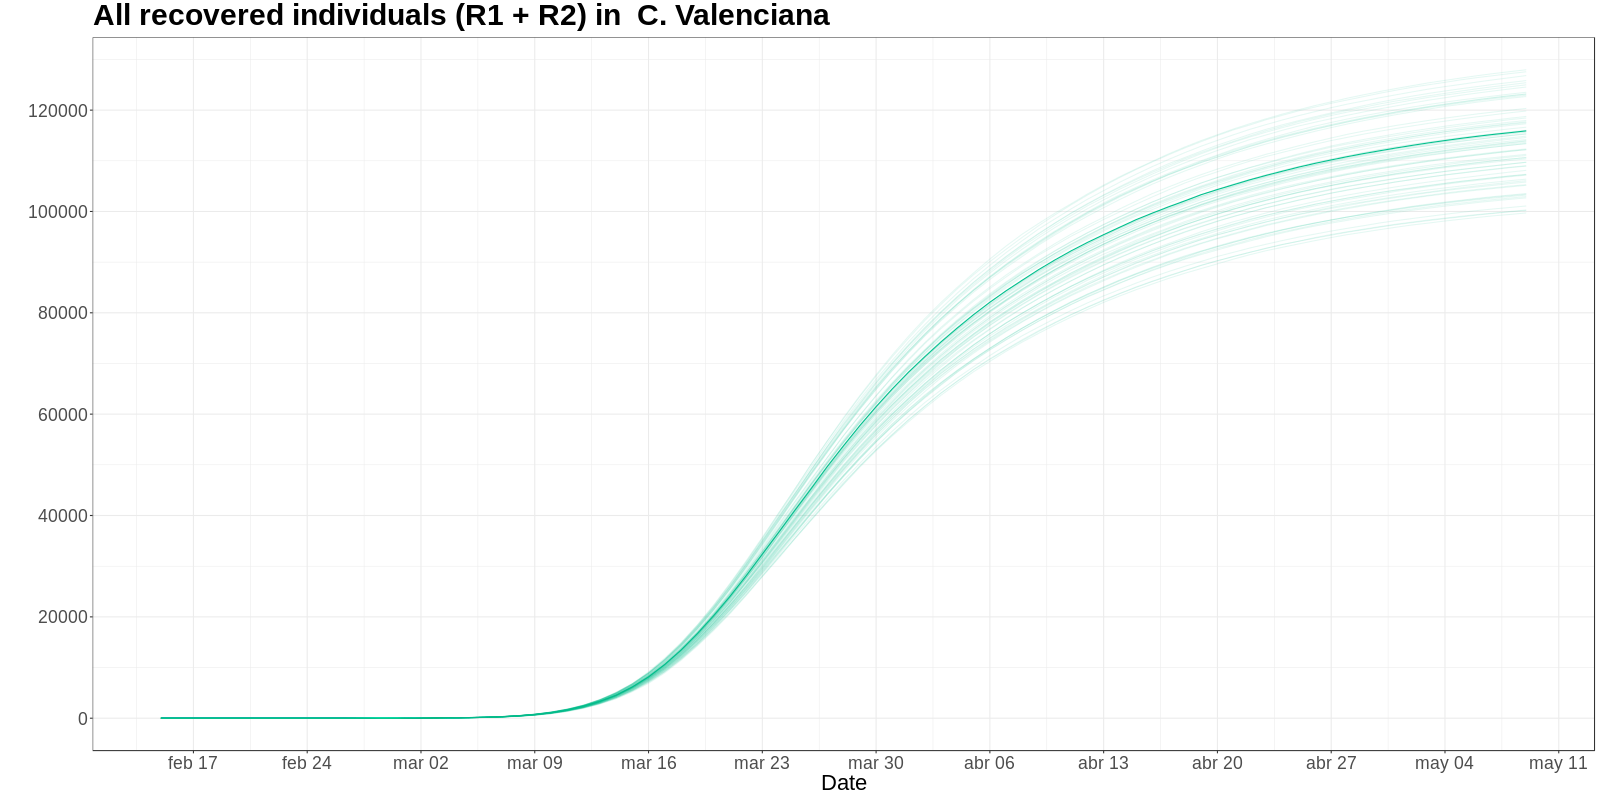 All recovered individuals (R1 + R2) in  C. Valenciana
120000
100000
80000
60000
40000
20000
0
feb 17 feb 24 mar 02 mar 09 mar 16 mar 23 mar 30 abr 06 abr 13 abr 20 abr 27 may 04 may 11
Date